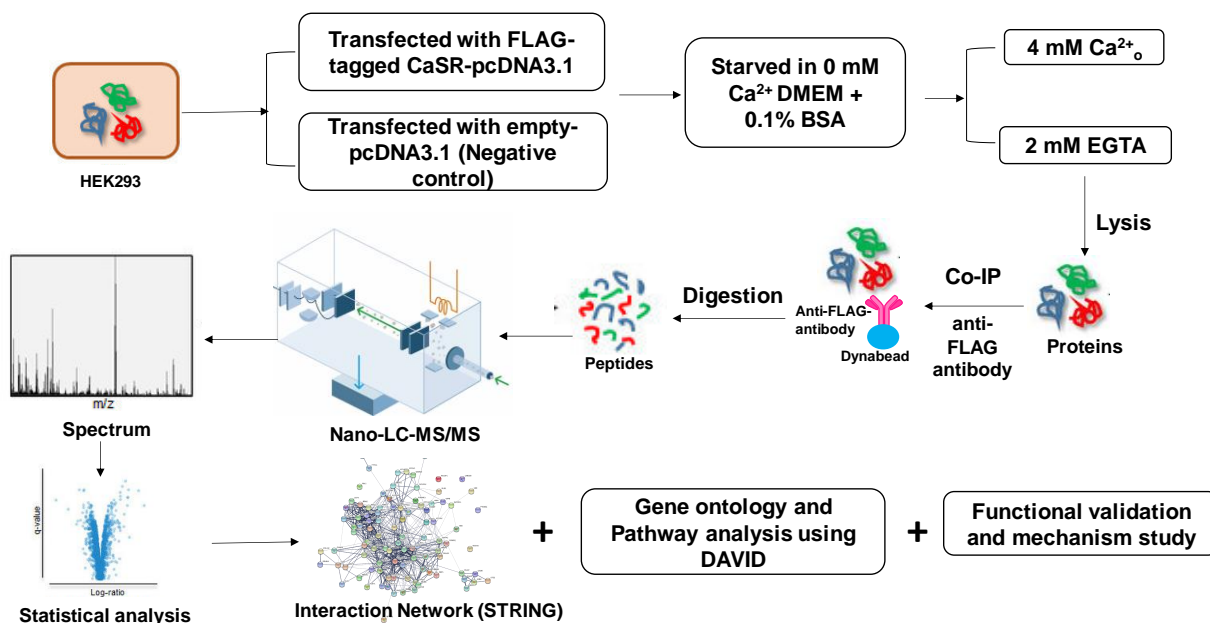 HEK293
Transfected with FLAG-
tagged CaSR-pcDNA3.1
Transfected with empty-
pcDNA3.1 (Negative
control)
Starved in 0 mM
Ca²⁺ DMEM +
0.1% BSA
4 mM Ca²⁺ₒ
2 mM EGTA
Lysis
Proteins
Co-IP
anti-
FLAG
antibody
Anti-FLAG-
antibody
Dynabead
Digestion
Peptides
Nano-LC-MS/MS
m/z
Spectrum
q-value
Log-ratio
Statistical analysis
Interaction Network (STRING)
+
Gene ontology and
Pathway analysis using
DAVID
+
Functional validation
and mechanism study